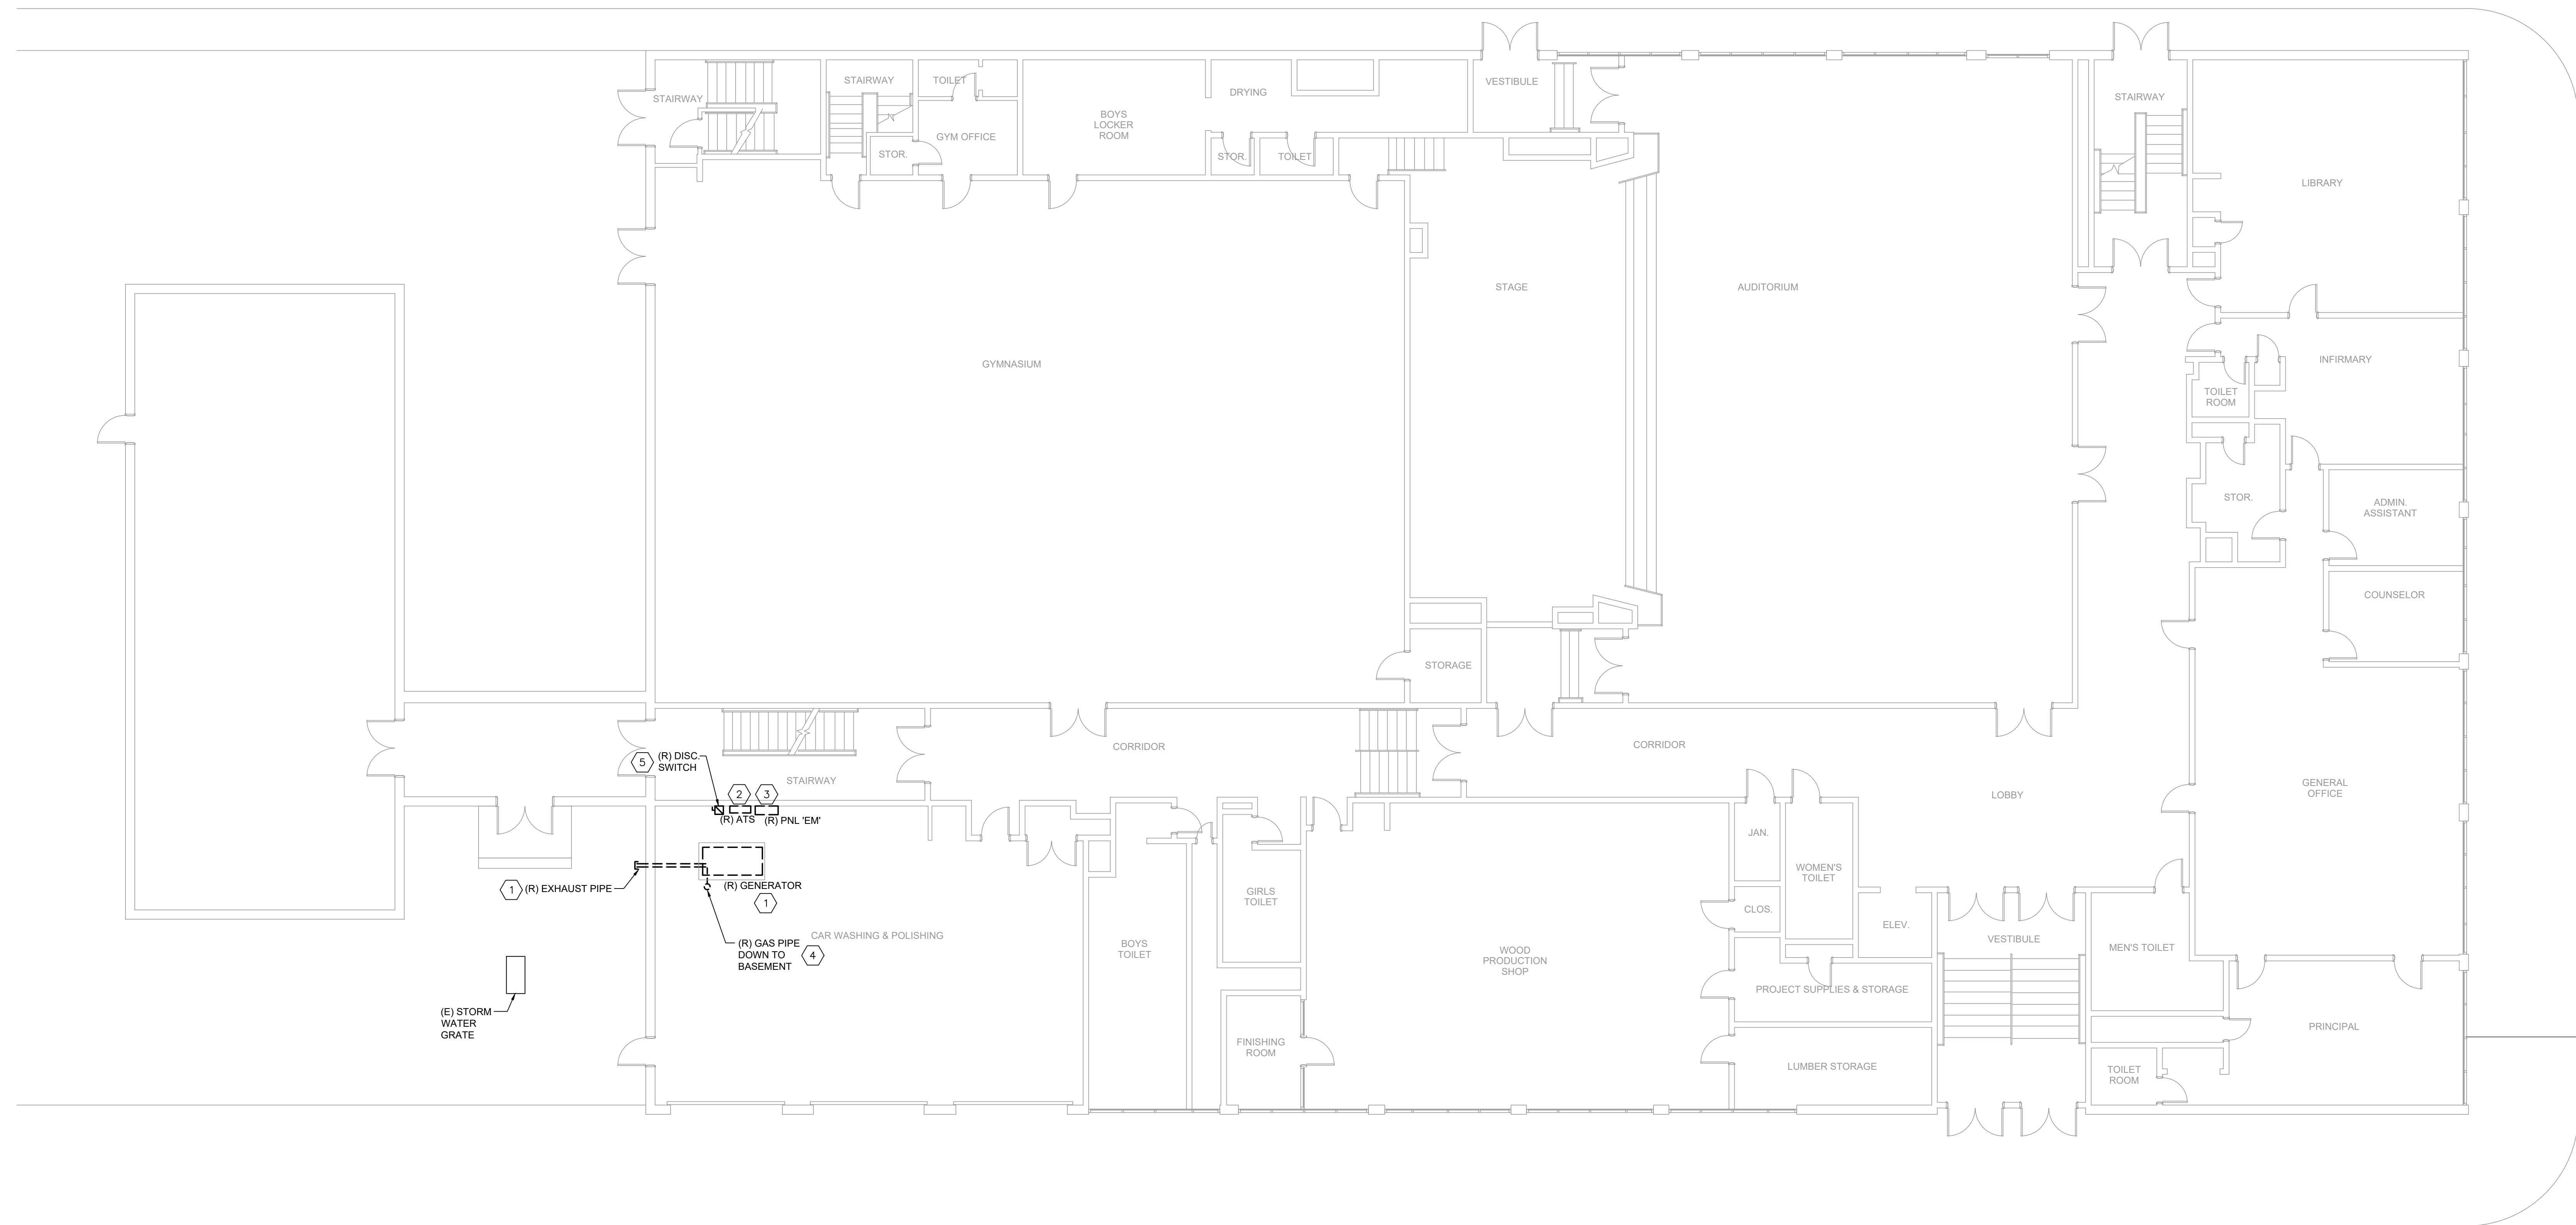 STAIRWAY
STAIRWAY
TOILET
GYM OFFICE
STOR.
BOYS
LOCKER
ROOM
DRYING
STOR.
TOILET
VESTIBULE
STAIRWAY
LIBRARY
GYMNASIUM
STAGE
AUDITORIUM
INFIRMARY
TOILET
ROOM
STOR.
ADMIN.
ASSISTANT
COUNSELOR
STORAGE
CORRIDOR
CORRIDOR
STAIRWAY
LOBBY
GENERAL
OFFICE
5
(R) DISC.
SWITCH
2
3
(R) ATS
(R) PNL 'EM'
1
(R) EXHAUST PIPE
(R) GENERATOR
1
(R) GAS PIPE
DOWN TO
BASEMENT
4
CAR WASHING & POLISHING
(E) STORM
WATER
GRATE
BOYS
TOILET
GIRLS
TOILET
FINISHING
ROOM
WOOD
PRODUCTION
SHOP
JAN.
WOMEN'S
TOILET
CLOS.
ELEV.
VESTIBULE
MEN'S TOILET
PROJECT SUPPLIES & STORAGE
LUMBER STORAGE
PRINCIPAL
TOILET
ROOM